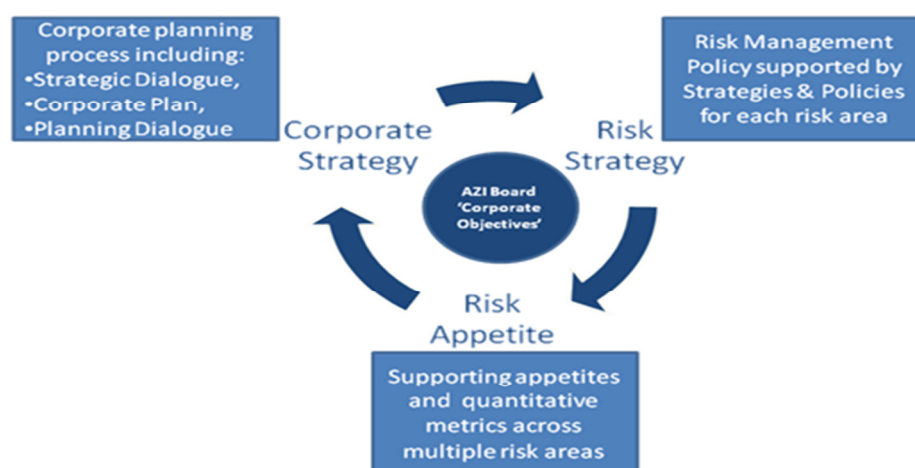 Corporate planning
process including:
•Strategic Dialogue,
•Corporate Plan,
•Planning Dialogue
Risk Management
Policy supported by
Strategies & Policies
for each risk area
Corporate
Strategy
Risk
Strategy
AZI Board
‘Corporate
Objectives’
Risk
Appetite
Supporting appetites
and quantitative
metrics across
multiple risk areas